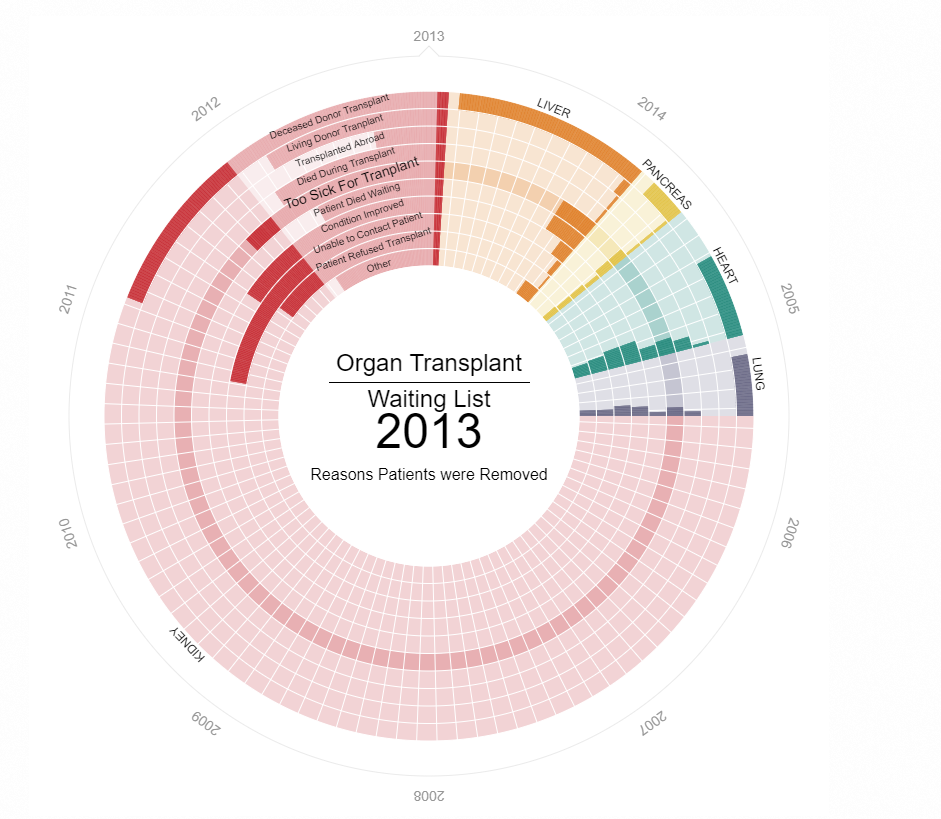 2013
2012
2014
2011
2005
2010
2006
2009
2007
2008
LIVER
PANCREAS
HEART
LUNG
KIDNEY
Deceased Donor Transplant
Living Donor Tranplant
Transplanted Abroad
Died During Transplant
Too Sick For Tranplant
Patient Died Waiting
Condition Improved
Unable to Contact Patient
Patient Refused Transplant
Other
Organ Transplant
Waiting List
2013
Reasons Patients were Removed